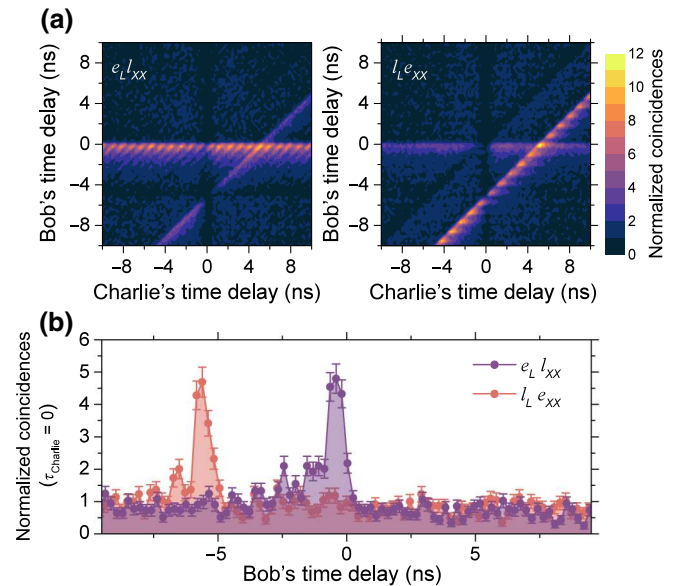 (a)
Bob's time delay (ns)
8
4
0
−4
−8
e_L l_XX
−8 −4 0 4 8
Charlie's time delay (ns)
Bob's time delay (ns)
8
4
0
−4
−8
l_L e_XX
−8 −4 0 4 8
Charlie's time delay (ns)
12
10
8
6
4
2
0
Normalized coincidences
(b)
Normalized coincidences
(τ_Charlie = 0)
6
5
4
3
2
1
0
e_L l_XX
l_L e_XX
−5 0 5
Bob's time delay (ns)